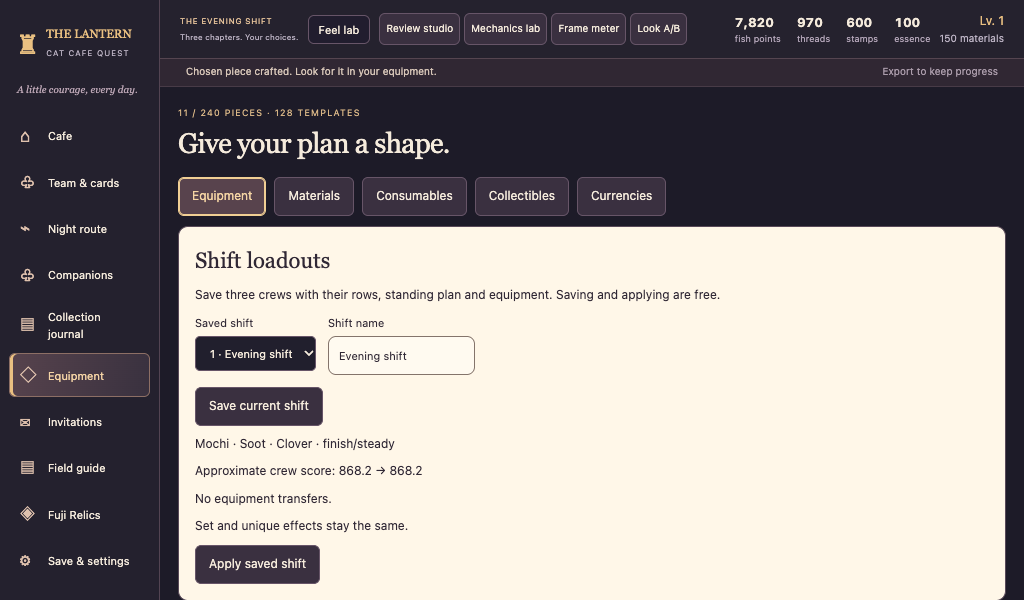 THE LANTERN
CAT CAFE QUEST
A little courage, every day.
Cafe
Team & cards
Night route
Companions
Collection
journal
Equipment
Invitations
Field guide
Fuji Relics
Save & settings
THE EVENING SHIFT
Three chapters. Your choices.
Feel lab
Review studio
Mechanics lab
Frame meter
Look A/B
7,820
fish points
970
threads
600
stamps
100
essence
Lv. 1
150 materials
Chosen piece crafted. Look for it in your equipment.
Export to keep progress
11 / 240 PIECES · 128 TEMPLATES
Give your plan a shape.
Equipment
Materials
Consumables
Collectibles
Currencies
Shift loadouts
Save three crews with their rows, standing plan and equipment. Saving and applying are free.
Saved shift
Shift name
1 · Evening shift
Evening shift
Save current shift
Mochi · Soot · Clover · finish/steady
Approximate crew score: 868.2 → 868.2
No equipment transfers.
Set and unique effects stay the same.
Apply saved shift